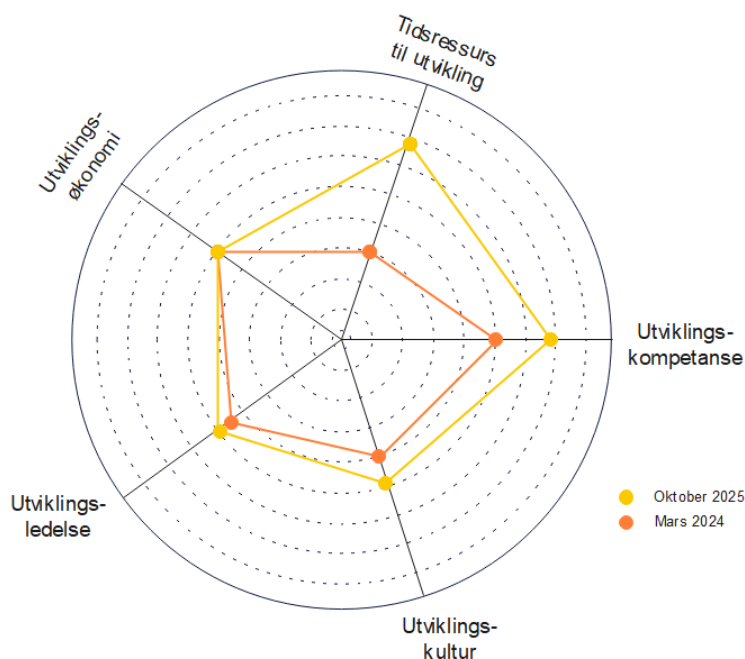 Tidsressurs
til utvikling
Utviklings-
økonomi
Utviklings-
kompetanse
Utviklings-
ledelse
Utviklings-
kultur
Oktober 2025
Mars 2024